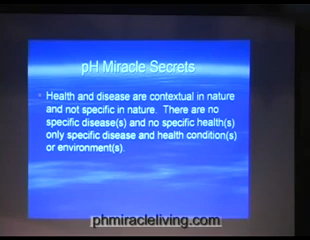 pH Miracle Secrets
Health and disease are contextual in nature
and not specific in nature. There are no
specific disease(s) and no specific health(s)
only specific disease and health condition(s)
or environment(s).
phmiracleliving.com